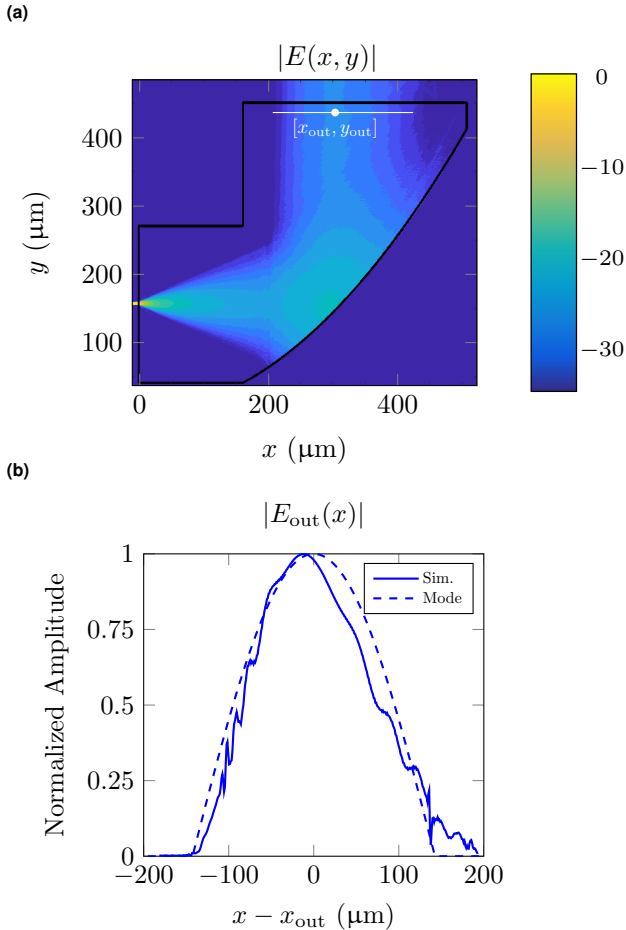 (a)
|E(x, y)|
0
−10
−20
−30
400
300
200
100
[x_out, y_out]
y (μm)
0
200
400
x (μm)
(b)
|E_out(x)|
1
0.75
0.5
0.25
0
Sim.
Mode
Normalized Amplitude
−200
−100
0
100
200
x − x_out (μm)